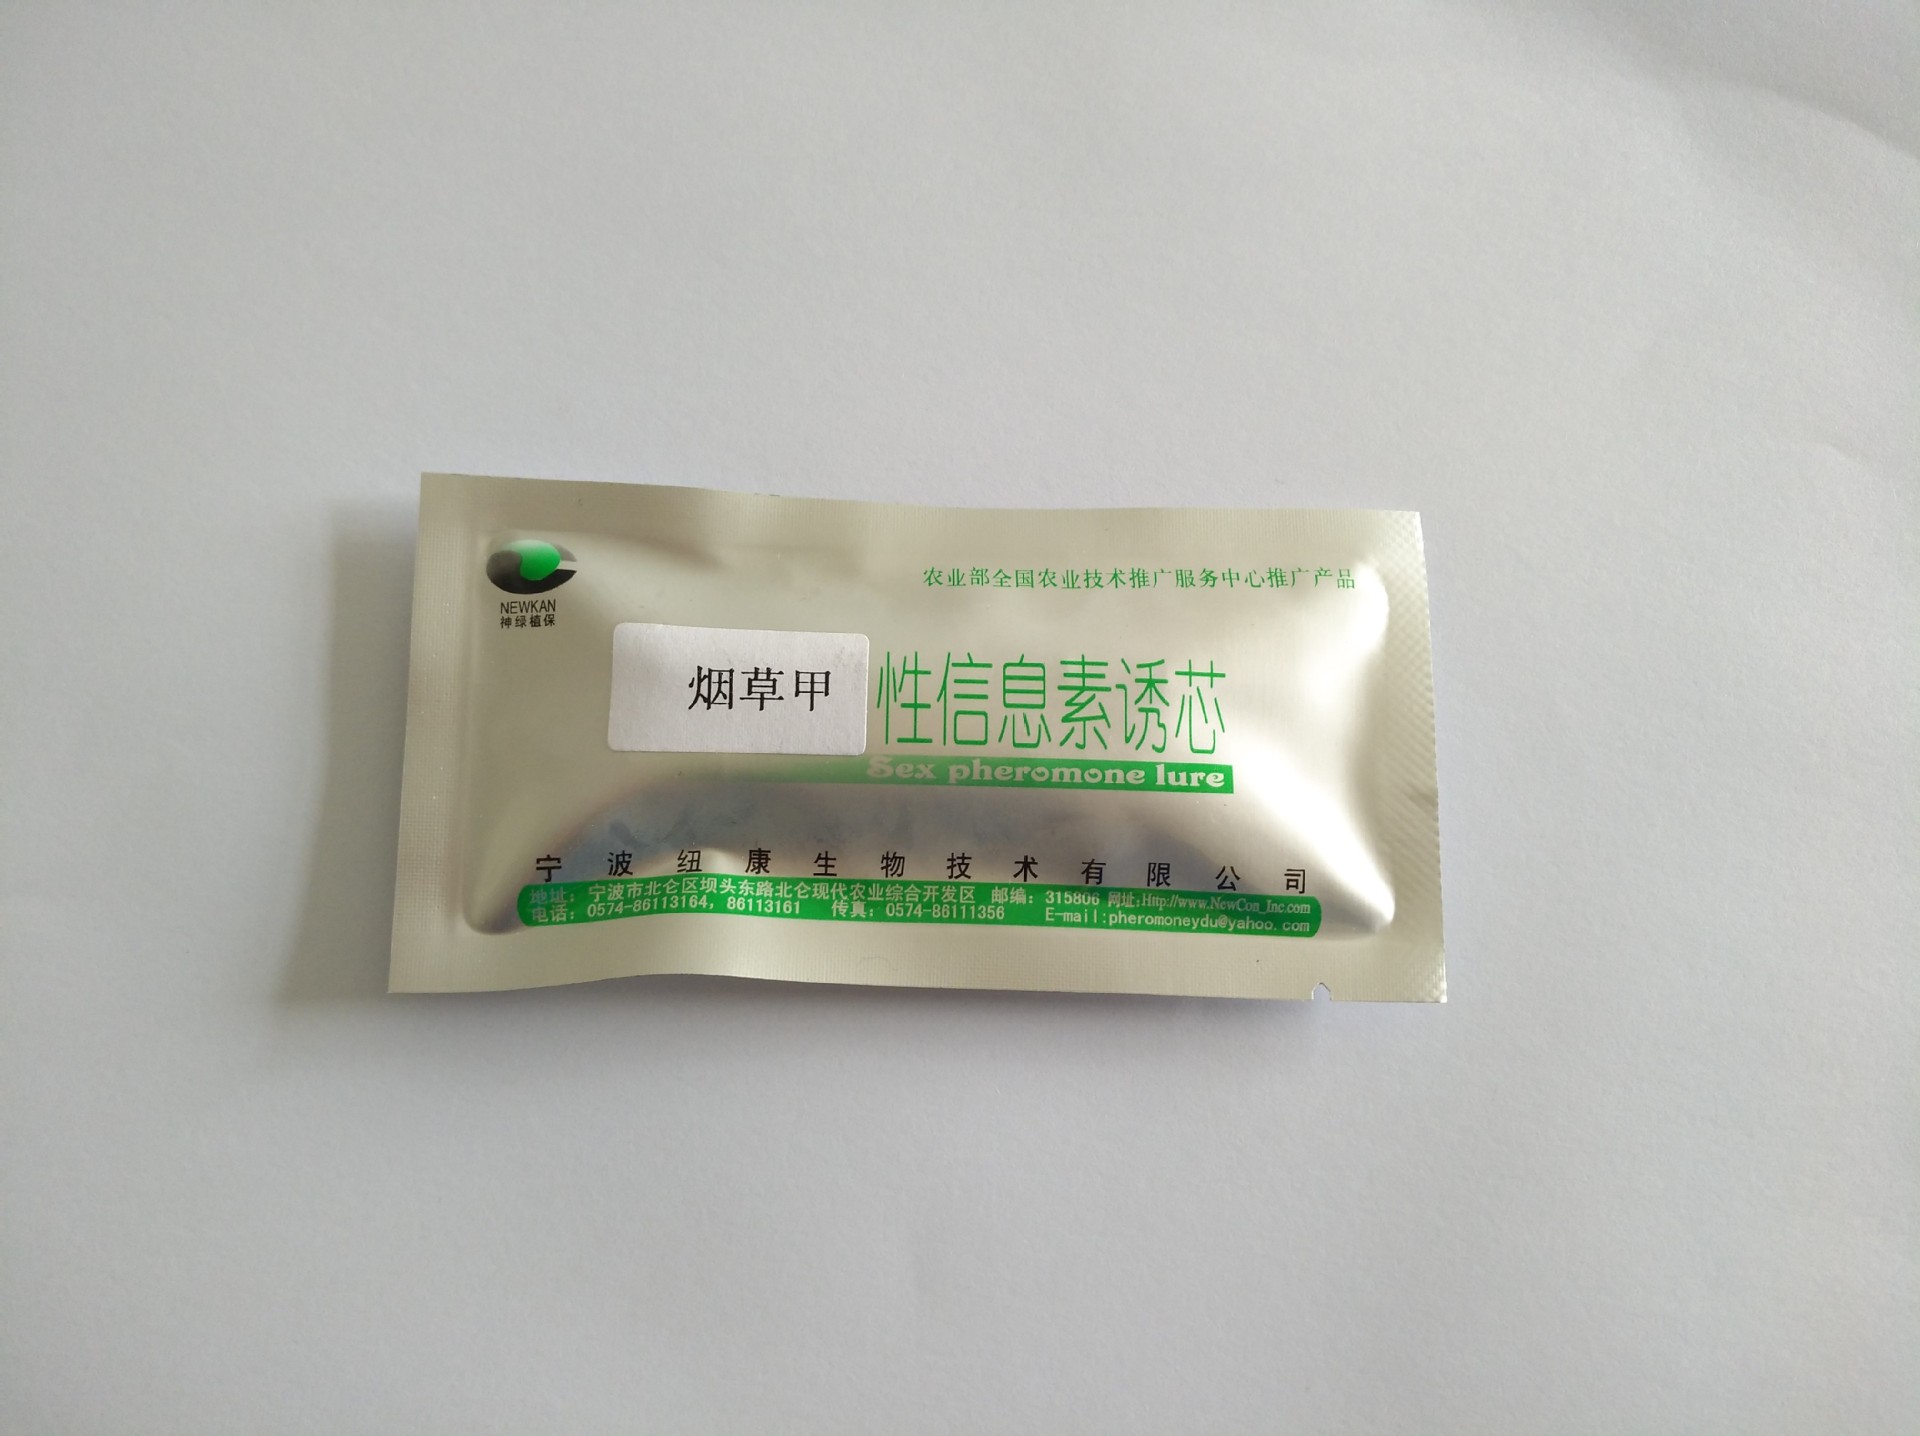 NEWKAN
神绿植保
农业部全国农业技术推广服务中心推广产品
烟草甲
性信息素诱芯
Sex pheromone lure
宁波纽康生物技术有限公司
地址：宁波市北仑区坝头东路北仑现代农业综合开发区 邮编：315806 网址:Http://www.NewCon_Inc.com
电话：0574-86113164，86113161 传真：0574-86111356 E-mail:pheromoneydu@yahoo.com